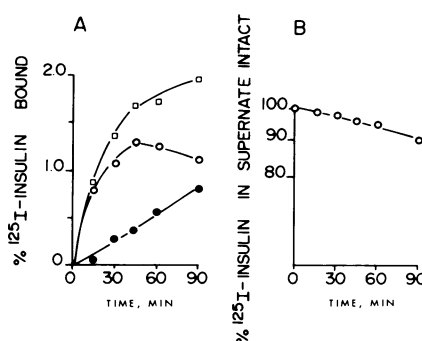 A
B
% 125I-INSULIN BOUND
2.0
1.0
0
0 30 60 90
TIME, MIN
% 125I-INSULIN IN SUPERNATE INTACT
100
90
80
0 30 60 90
TIME, MIN